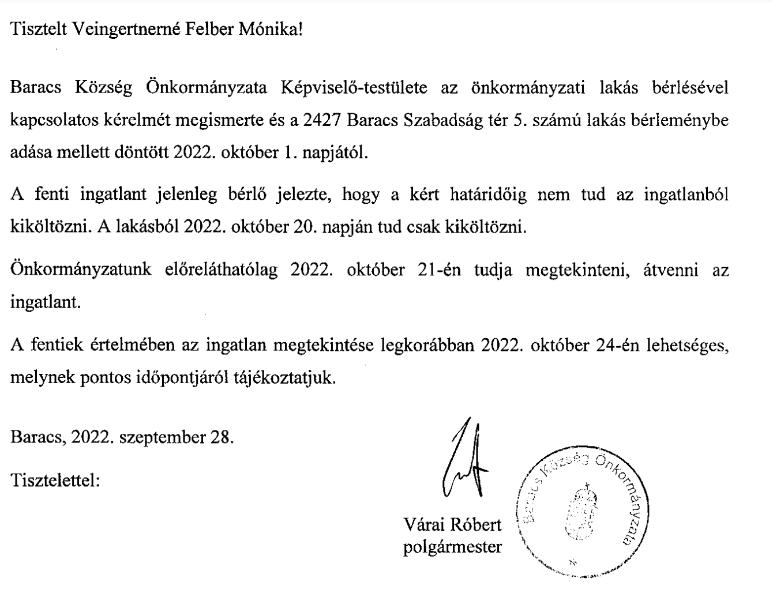 Tisztelt Veingertnerné Felber Mónika!
Baracs Község Önkormányzata Képviselő-testülete az önkormányzati lakás bérlésével
kapcsolatos kérelmét megismerte és a 2427 Baracs Szabadság tér 5. számú lakás bérleménybe
adása mellett döntött 2022. október 1. napjától.
A fenti ingatlant jelenleg bérlő jelezte, hogy a kért határidőig nem tud az ingatlanból
kiköltözni. A lakásból 2022. október 20. napján tud csak kiköltözni.
Önkormányzatunk előreláthatólag 2022. október 21-én tudja megtekinteni, átvenni az
ingatlant.
A fentiek értelmében az ingatlan megtekintése legkorábban 2022. október 24-én lehetséges,
melynek pontos időpontjáról tájékoztatjuk.
Baracs, 2022. szeptember 28.
Tisztelettel:
Várai Róbert
polgármester
Baracs Község Önkormányzata